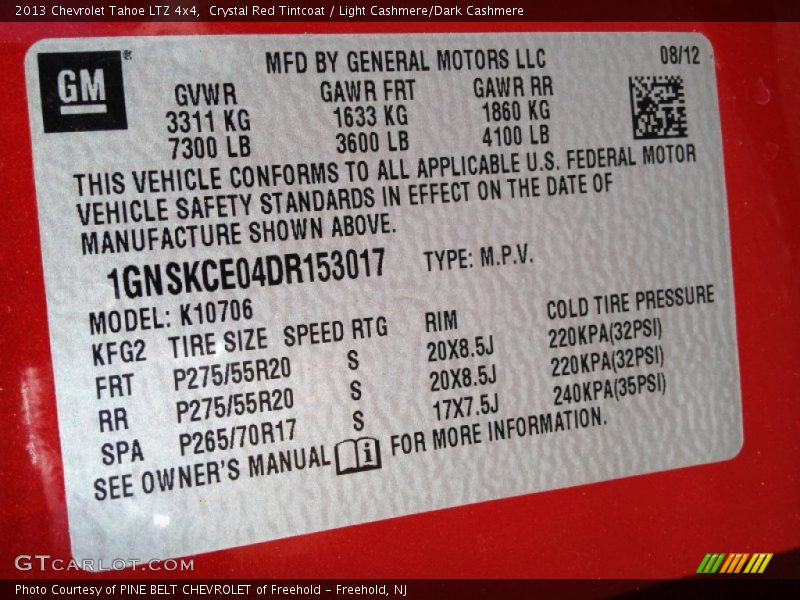 2013 Chevrolet Tahoe LTZ 4x4,  Crystal Red Tintcoat / Light Cashmere/Dark Cashmere
GM®
MFD BY GENERAL MOTORS LLC 08/12
GVWR GAWR FRT GAWR RR
3311 KG 1633 KG 1860 KG
7300 LB 3600 LB 4100 LB
THIS VEHICLE CONFORMS TO ALL APPLICABLE U.S. FEDERAL MOTOR
VEHICLE SAFETY STANDARDS IN EFFECT ON THE DATE OF
MANUFACTURE SHOWN ABOVE.
1GNSKCE04DR153017 TYPE: M.P.V.
MODEL: K10706
KFG2 TIRE SIZE SPEED RTG RIM COLD TIRE PRESSURE
FRT P275/55R20 S 20X8.5J 220KPA(32PSI)
RR P275/55R20 S 20X8.5J 220KPA(32PSI)
SPA P265/70R17 S 17X7.5J 240KPA(35PSI)
SEE OWNER'S MANUAL FOR MORE INFORMATION.
GTcarlot.com
Photo Courtesy of PINE BELT CHEVROLET of Freehold – Freehold, NJ